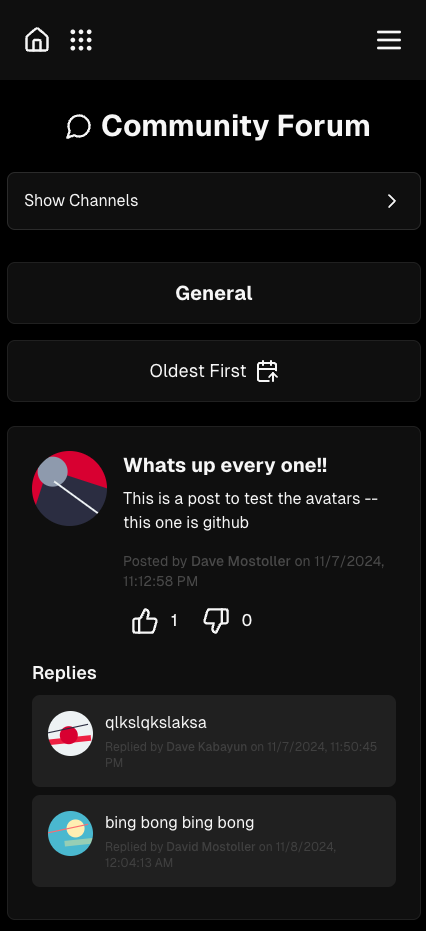 Community Forum
Show Channels
General
Oldest First
Whats up every one!!
This is a post to test the avatars --
this one is github
Posted by Dave Mostoller on 11/7/2024,
11:12:58 PM
1
0
Replies
qlkslqkslaksa
Replied by Dave Kabayun on 11/7/2024, 11:50:45
PM
bing bong bing bong
Replied by David Mostoller on 11/8/2024,
12:04:13 AM